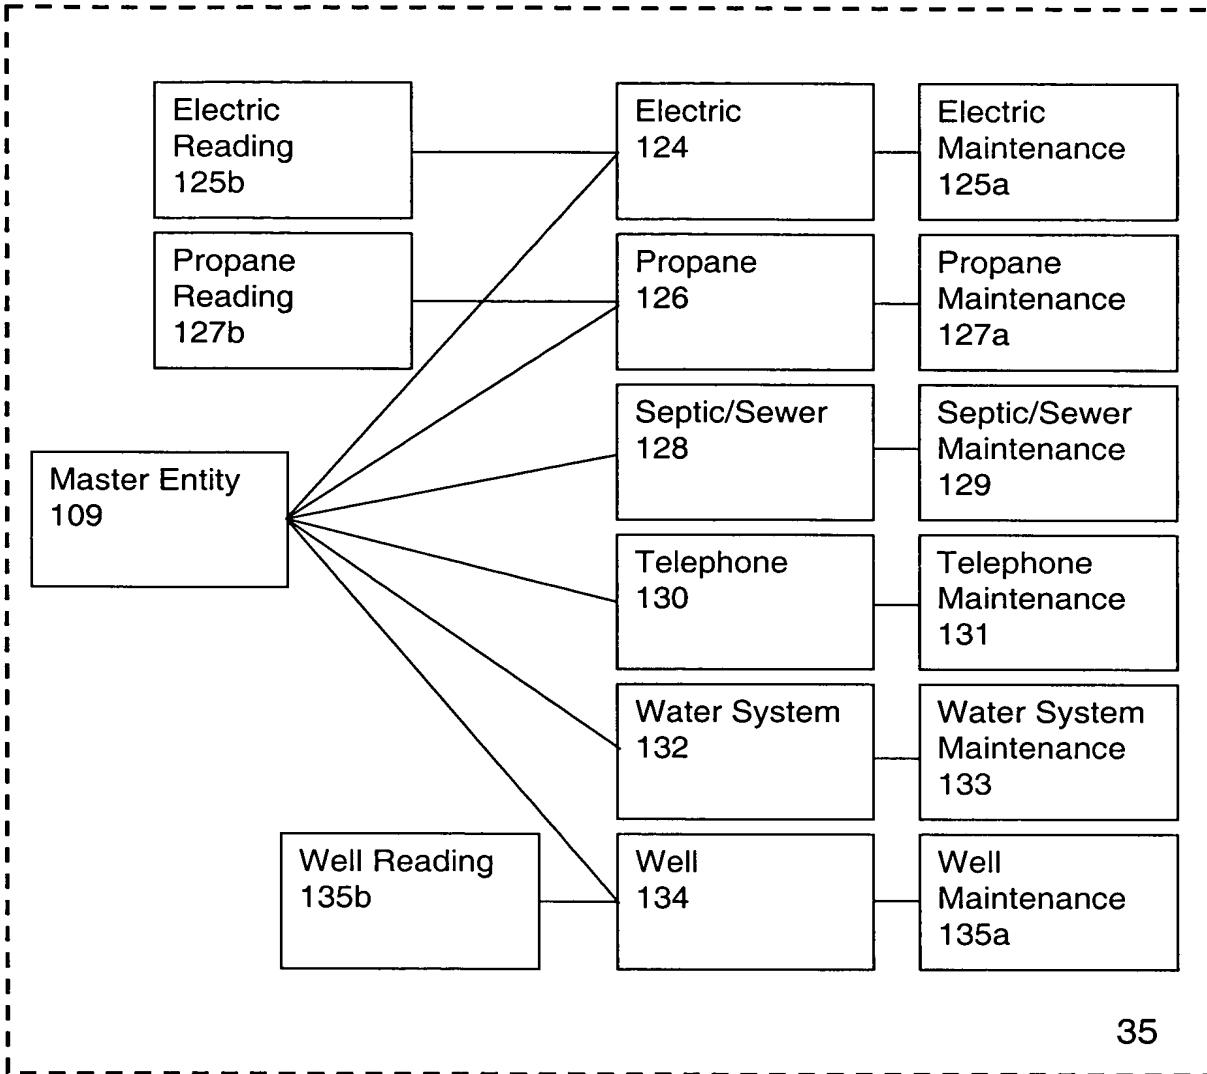 Electric
Reading
125b
Electric
124
Electric
Maintenance
125a
Propane
Reading
127b
Propane
126
Propane
Maintenance
127a
Septic/Sewer
128
Septic/Sewer
Maintenance
129
Master Entity
109
Telephone
130
Telephone
Maintenance
131
Water System
132
Water System
Maintenance
133
Well Reading
135b
Well
134
Well
Maintenance
135a
35